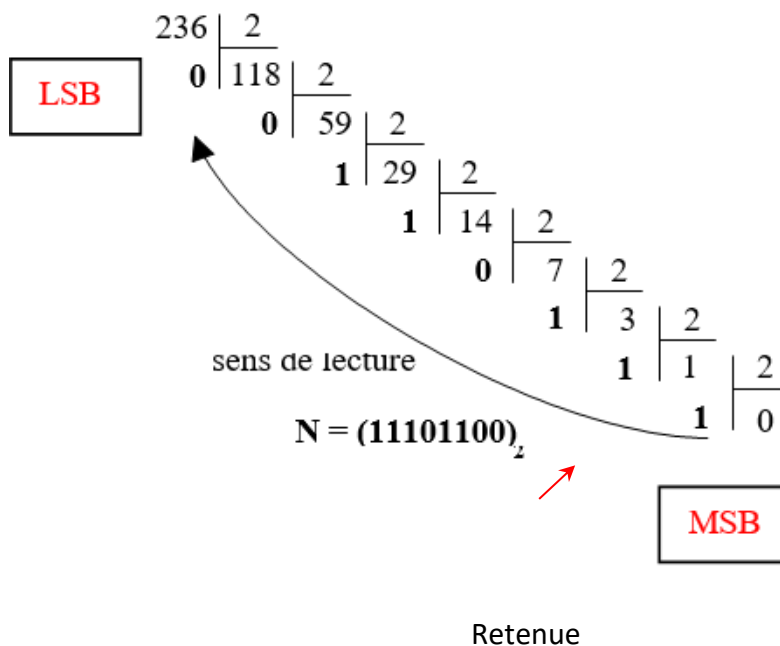 236 2
LSB
0 118 2
0 59 2
1 29 2
1 14 2
0 7 2
1 3 2
sens de lecture
1 1 2
N = (11101100)₂
1 0
MSB
Retenue